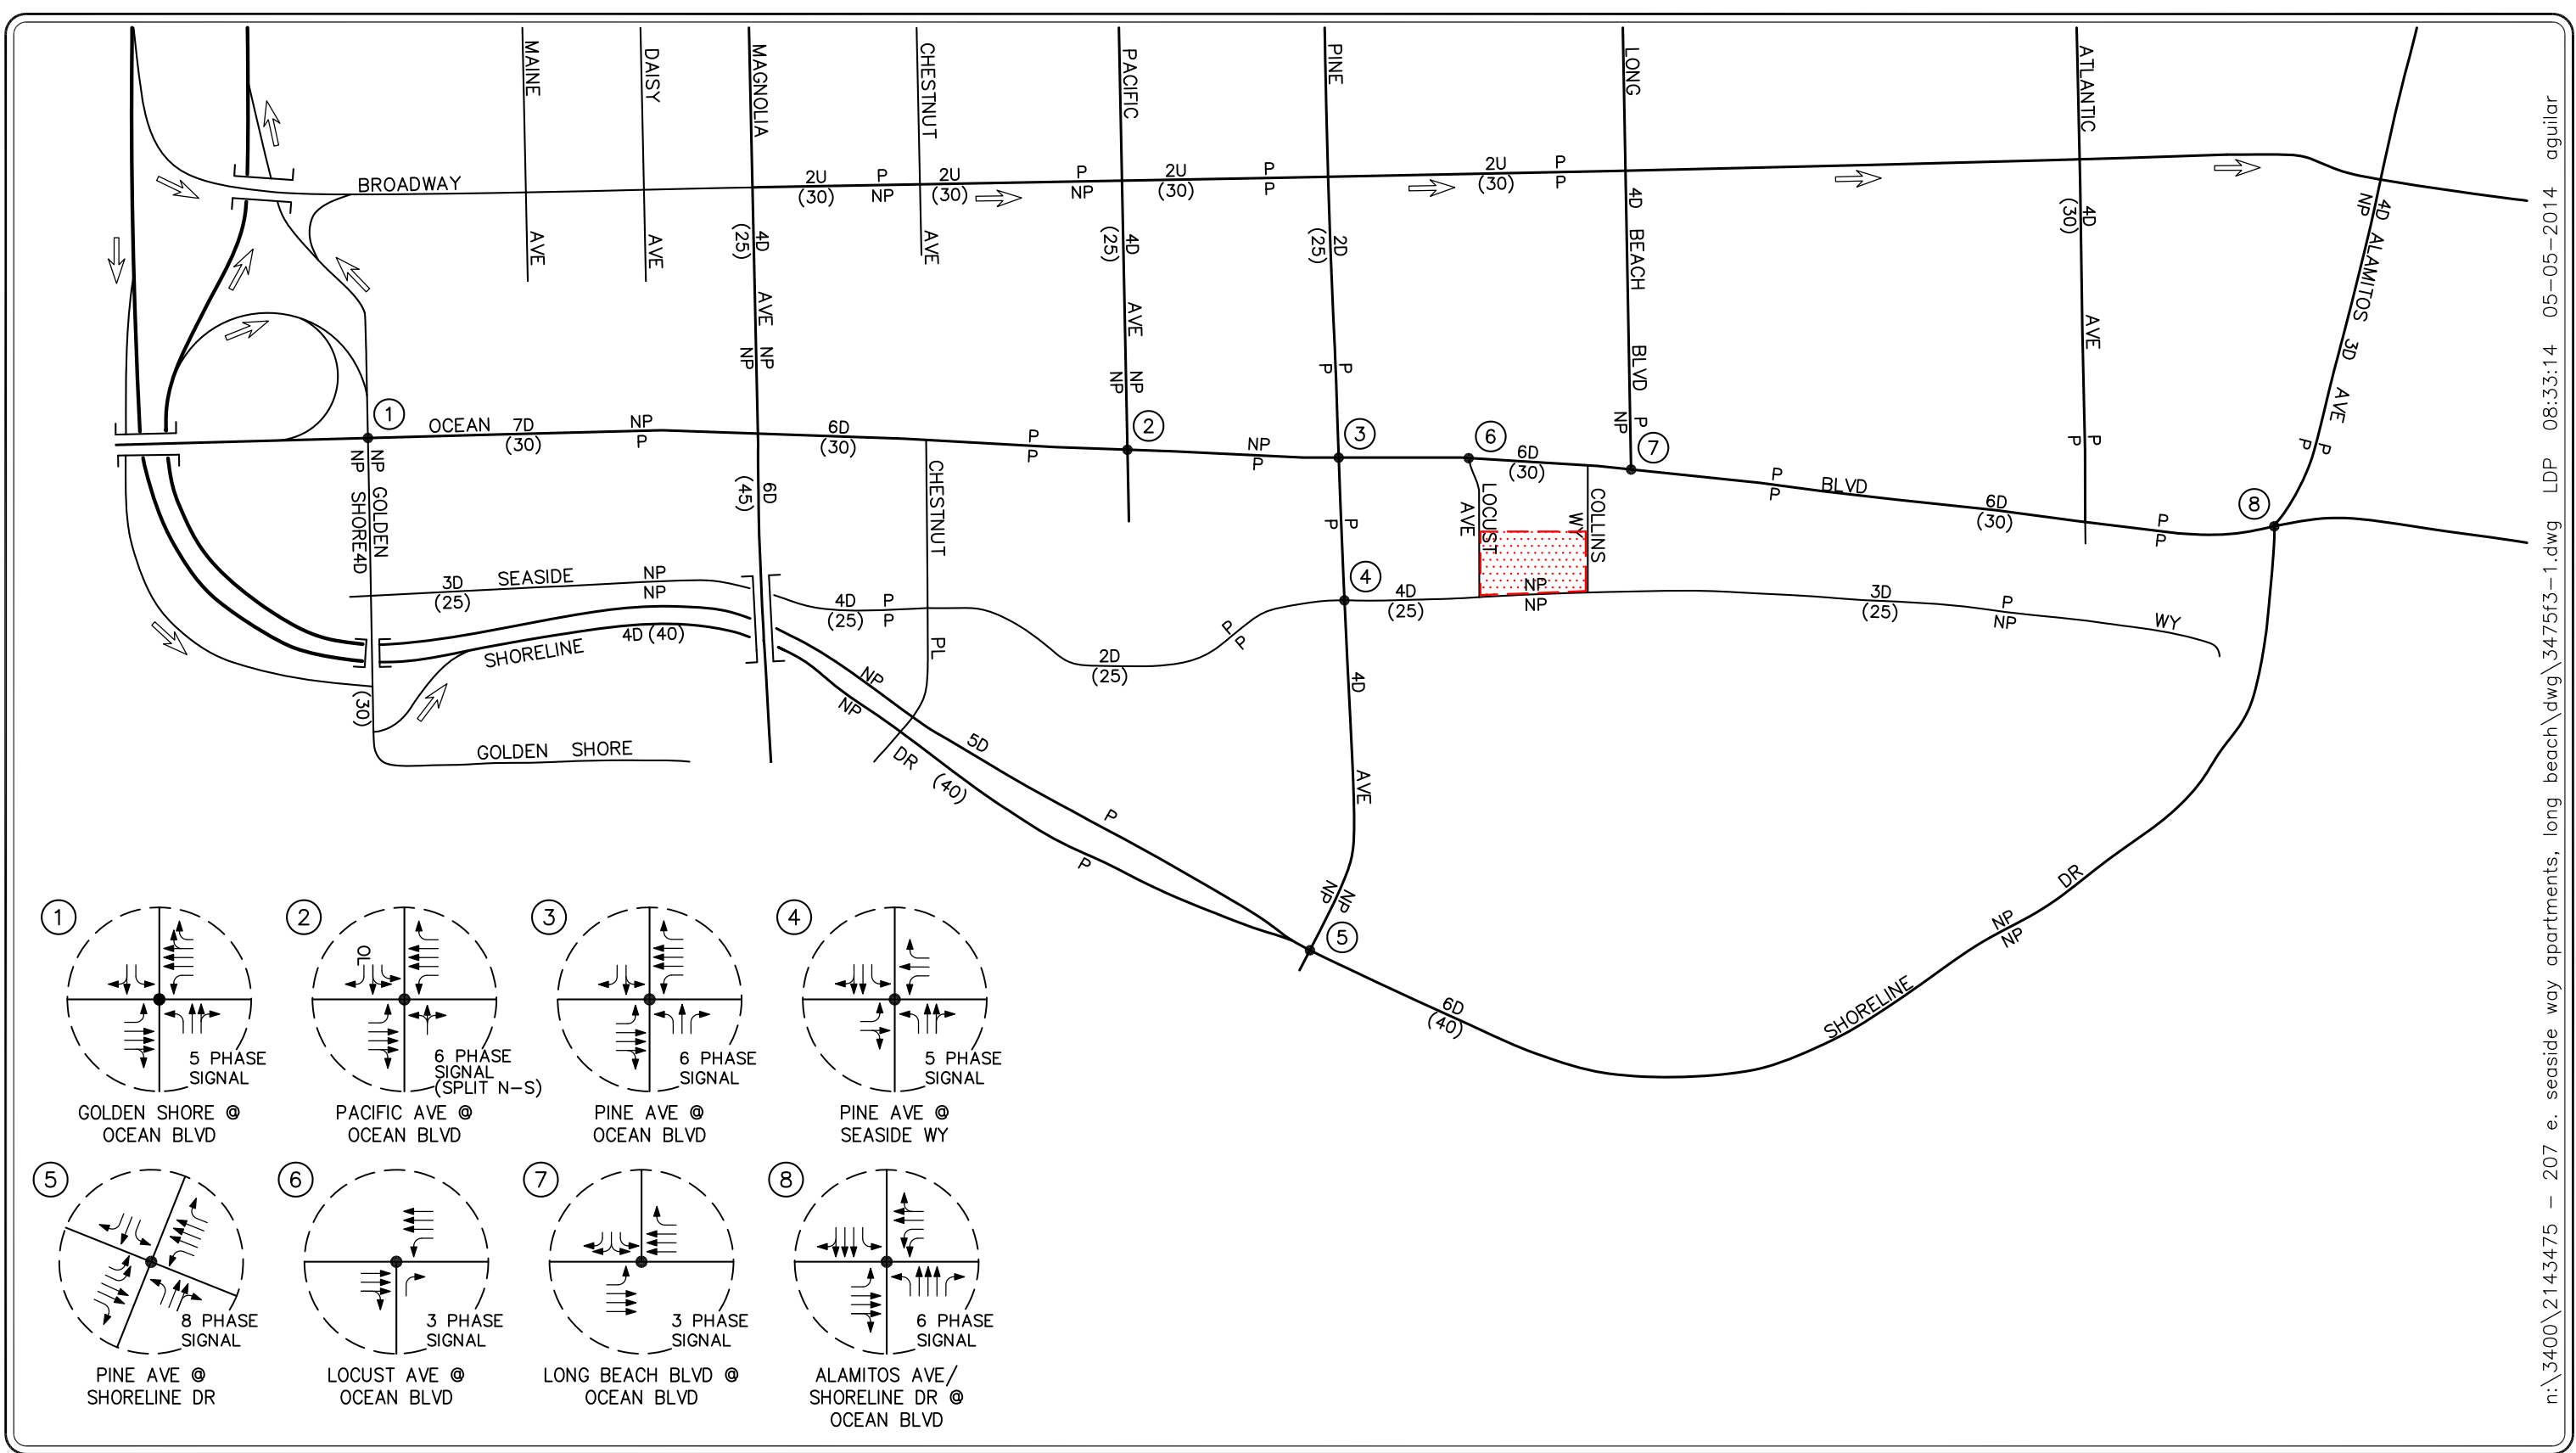 MAINE
AVE
DAISY
AVE
MAGNOLIA
4D
(25)
AVE
NP
NP
6D
(45)
CHESTNUT
AVE
PACIFIC
4D
(25)
AVE
NP
NP
PINE
2D
(25)
P
P
LONG
4D
BEACH
BLVD
P
NP
ATLANTIC
4D
(30)
AVE
P
P
4D
NP
ALAMITOS
3D
AVE
P
P
BROADWAY
2U
(30)
P
NP
2U
(30)
P
NP
2U
(30)
P
P
2U
(30)
P
P
1
OCEAN
7D
(30)
NP
P
6D
(30)
P
P
2
NP
P
3
6
6D
(30)
7
P
P
BLVD
6D
(30)
P
P
8
NP
NP
GOLDEN
SHORE
4D
(30)
CHESTNUT
PL
P
P
LOCUST
AVE
COLLINS
WY
3D
(25)
SEASIDE
NP
NP
4D
(25)
P
P
2D
(25)
P
P
4
4D
(25)
NP
NP
3D
(25)
P
NP
WY
SHORELINE
4D (40)
NP
NP
5D
DR
(40)
P
P
GOLDEN SHORE
4D
AVE
NP
NP
5
6D
(40)
SHORELINE
NP
NP
DR
1
5 PHASE
SIGNAL
GOLDEN SHORE @
OCEAN BLVD
2
OL
6 PHASE
SIGNAL
(SPLIT N-S)
PACIFIC AVE @
OCEAN BLVD
3
6 PHASE
SIGNAL
PINE AVE @
OCEAN BLVD
4
5 PHASE
SIGNAL
PINE AVE @
SEASIDE WY
5
8 PHASE
SIGNAL
PINE AVE @
SHORELINE DR
6
3 PHASE
SIGNAL
LOCUST AVE @
OCEAN BLVD
7
3 PHASE
SIGNAL
LONG BEACH BLVD @
OCEAN BLVD
8
6 PHASE
SIGNAL
ALAMITOS AVE/
SHORELINE DR @
OCEAN BLVD
n:\3400\2143475 - 207 e. seaside way apartments, long beach\dwg\3475f3-1.dwg LDP 08:33:14 05-05-2014 aguilar